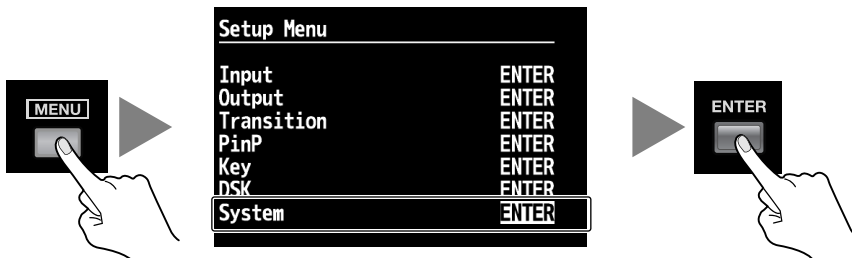 MENU
Setup Menu
Input ENTER
Output ENTER
Transition ENTER
PinP ENTER
Key ENTER
DSK ENTER
System ENTER
ENTER